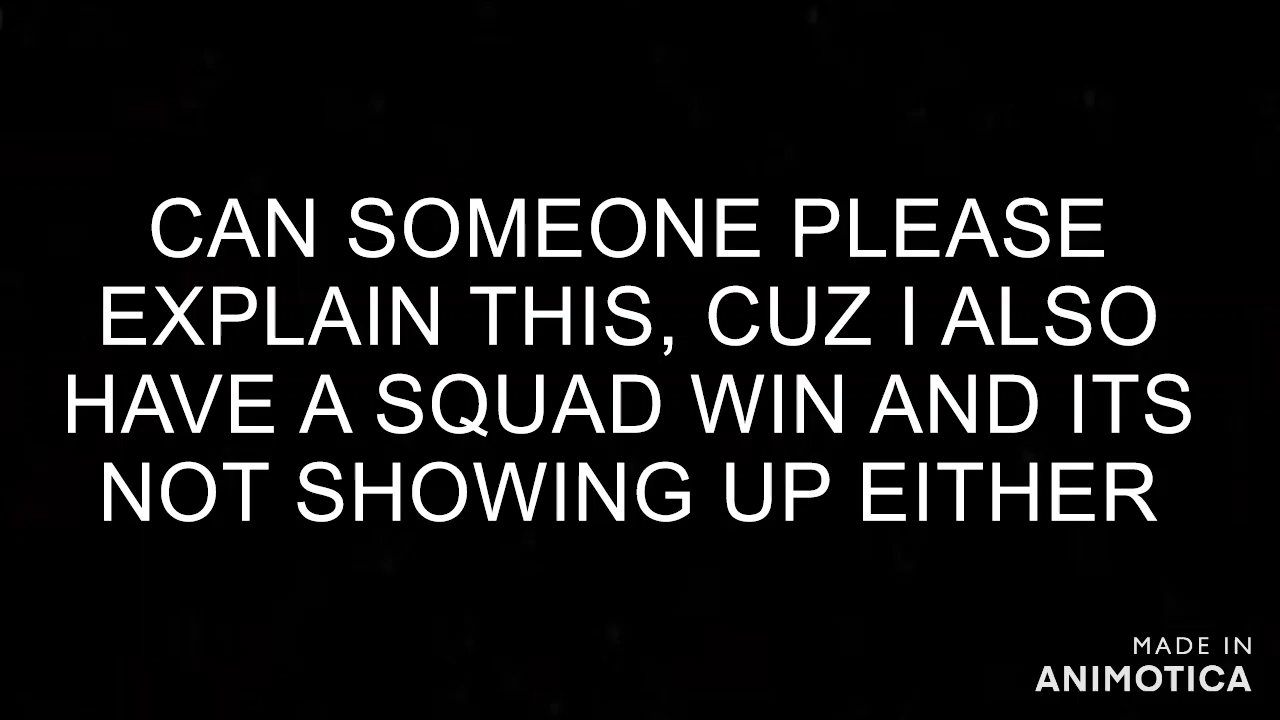 CAN SOMEONE PLEASE
EXPLAIN THIS, CUZ I ALSO
HAVE A SQUAD WIN AND ITS
NOT SHOWING UP EITHER
MADE IN
ANIMOTICA